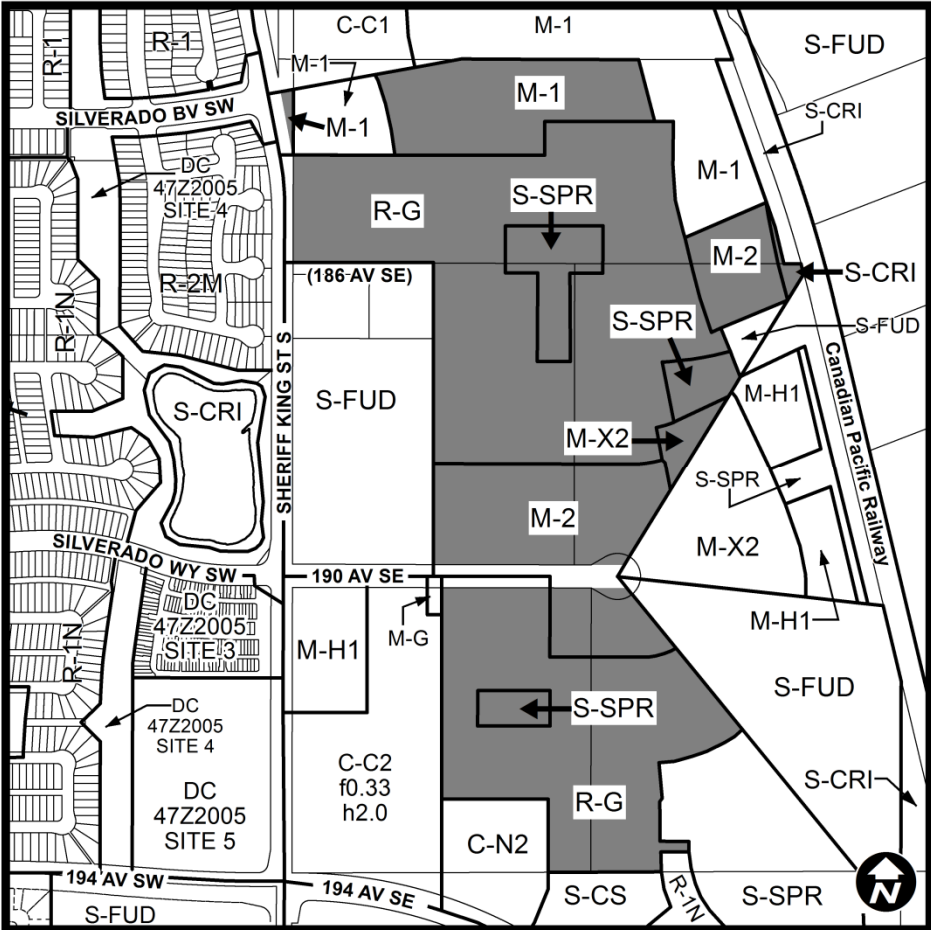 C-C1
M-1
S-FUD
R-1
R-1
M-1
M-1
M-1
S-CRI
SILVERADO BV SW
M-1
DC
47Z2005
SITE 4
R-G
S-SPR
M-2
R-2M
(186 AV SE)
S-CRI
R-1N
S-SPR
S-FUD
S-CRI
SHERIFF KING ST S
S-FUD
M-H1
Canadian Pacific Railway
M-X2
S-SPR
M-2
M-X2
SILVERADO WY SW
190 AV SE
DC
47Z2005
SITE 3
M-G
M-H1
M-H1
R-1N
S-FUD
DC
47Z2005
SITE 4
S-SPR
C-C2
f0.33
h2.0
S-CRI
DC
47Z2005
SITE 5
R-G
C-N2
194 AV SW
194 AV SE
S-CS
R-1N
S-SPR
S-FUD
N